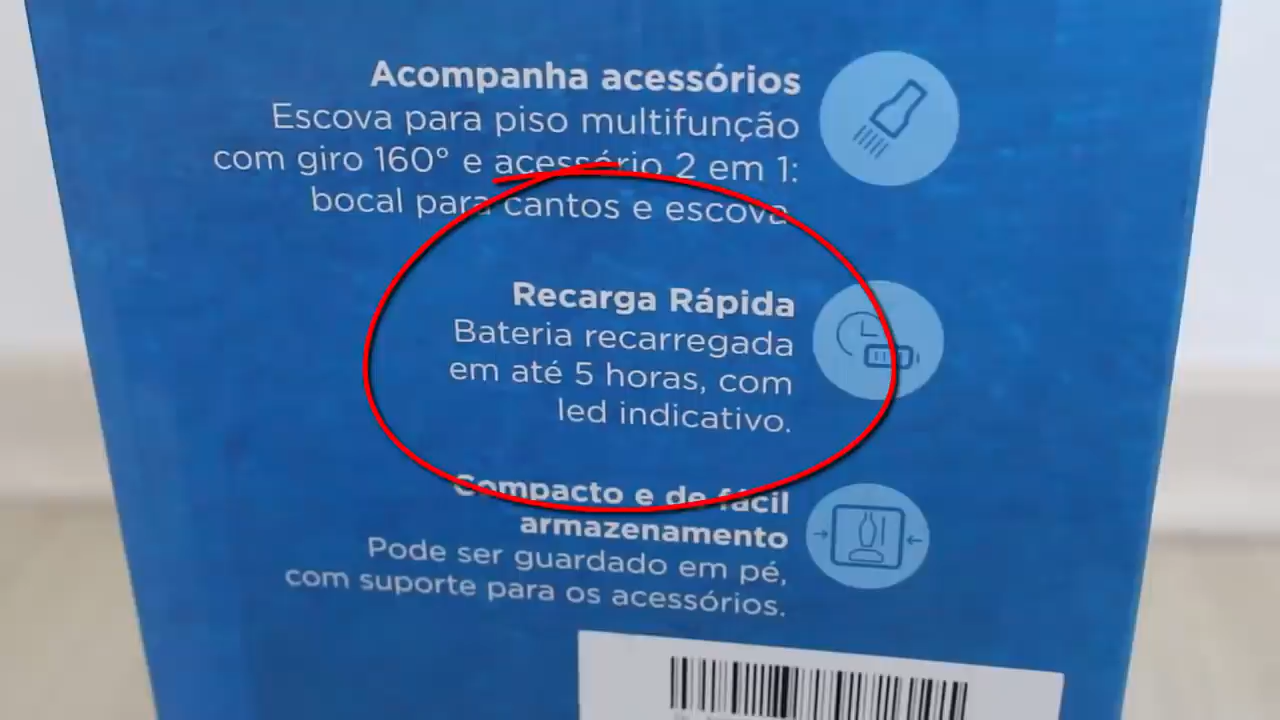 Acompanha acessórios
Escova para piso multifunção
com giro 160° e acessório 2 em 1:
bocal para cantos e escova
Recarga Rápida
Bateria recarregada
em até 5 horas, com
led indicativo.
Compacto e de fácil
armazenamento
Pode ser guardado em pé,
com suporte para os acessórios.